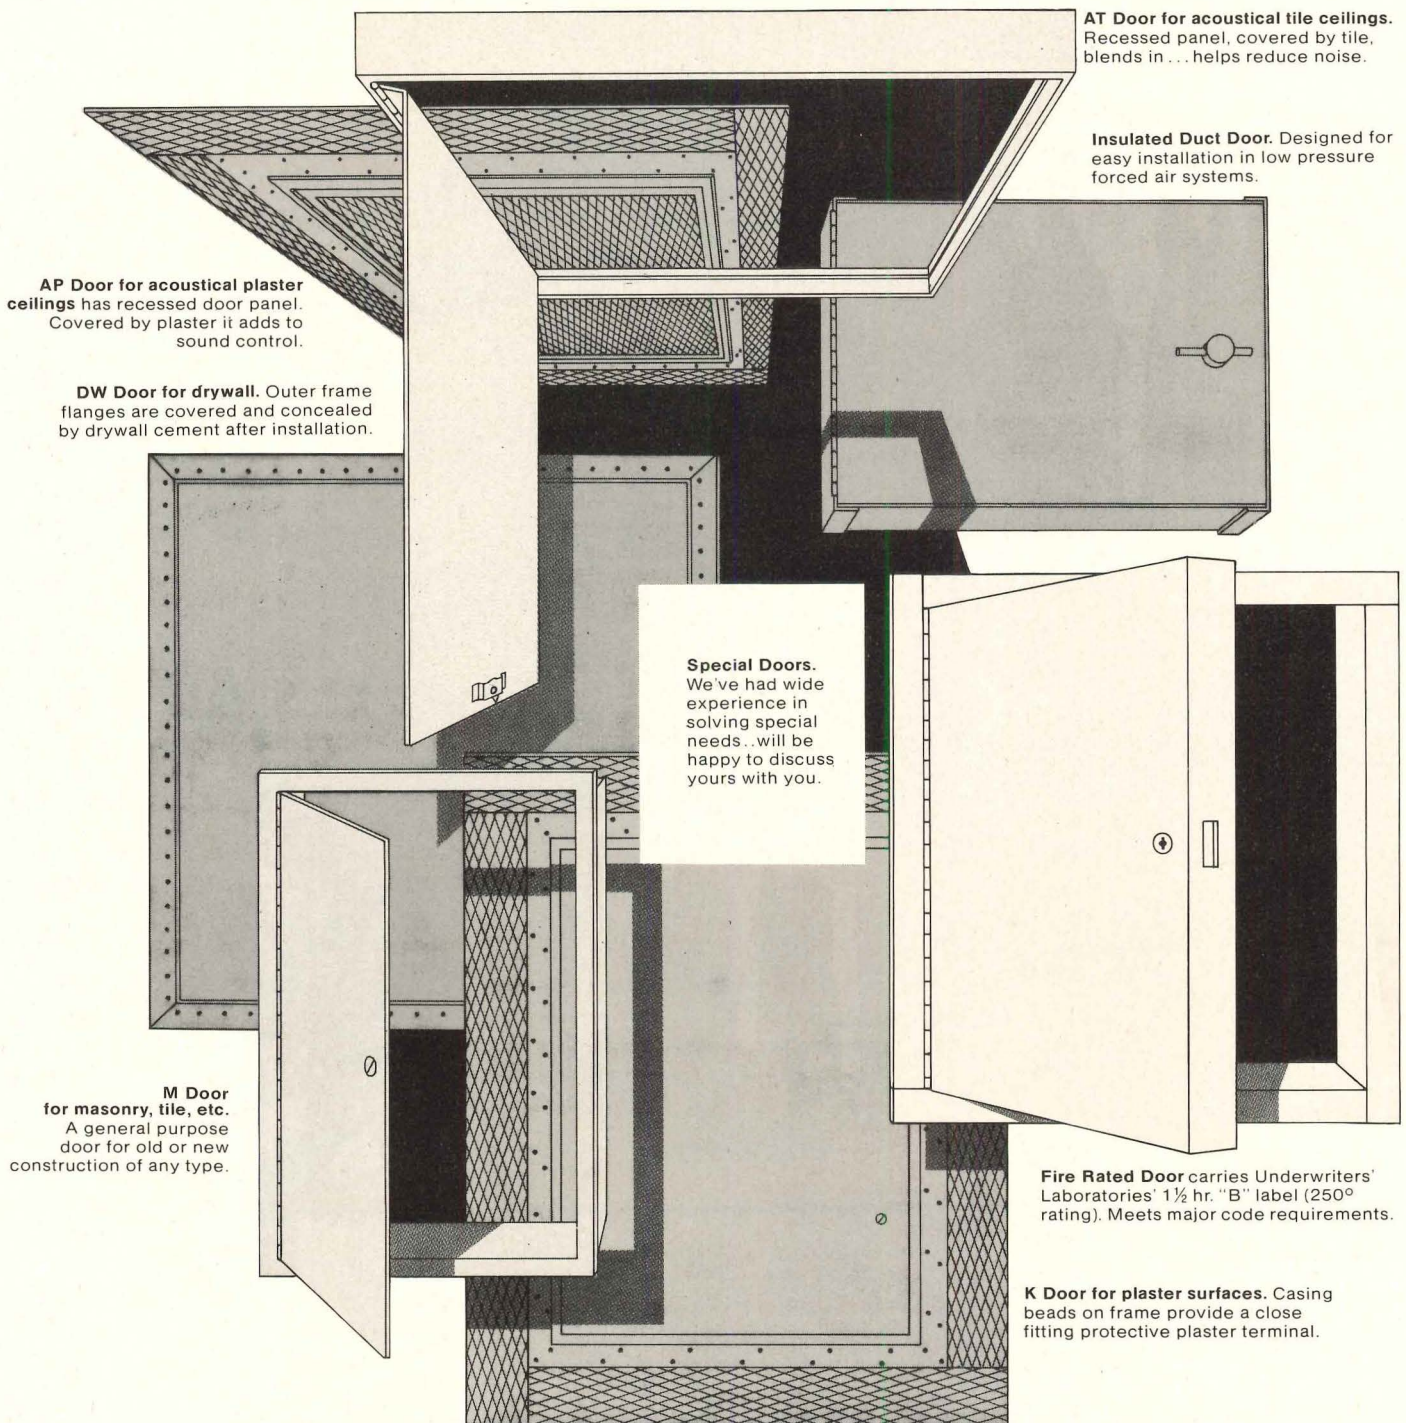 AT Door for acoustical tile ceilings.
Recessed panel, covered by tile,
blends in...helps reduce noise.
Insulated Duct Door. Designed for
easy installation in low pressure
forced air systems.
AP Door for acoustical plaster
ceilings has recessed door panel.
Covered by plaster it adds to
sound control.
DW Door for drywall. Outer frame
flanges are covered and concealed
by drywall cement after installation.
Special Doors.
We've had wide
experience in
solving special
needs..will be
happy to discuss
yours with you.
M Door
for masonry, tile, etc.
A general purpose
door for old or new
construction of any type.
Fire Rated Door carries Underwriters'
Laboratories' 1½ hr. "B" label (250°
rating). Meets major code requirements.
K Door for plaster surfaces. Casing
beads on frame provide a close
fitting protective plaster terminal.